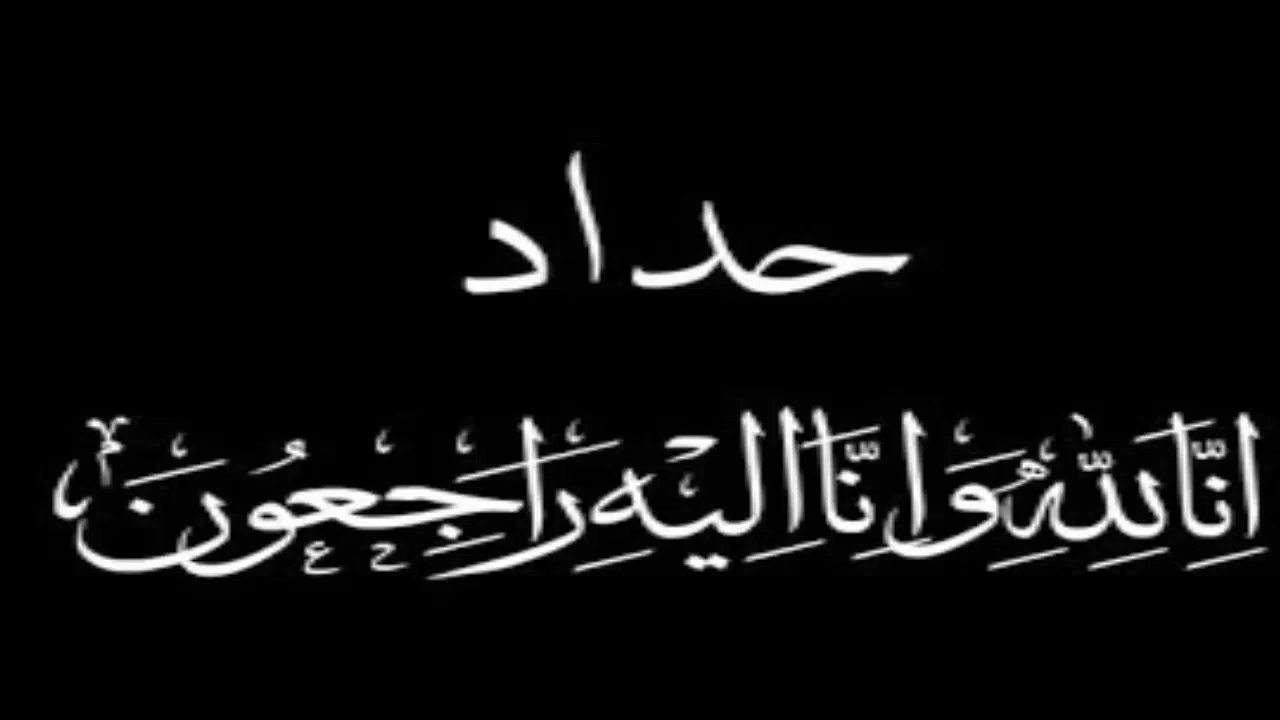 حداد
اِنَّا لِلّٰهِ وَاِنَّا اِلَيْهِ رَاجِعُونَ